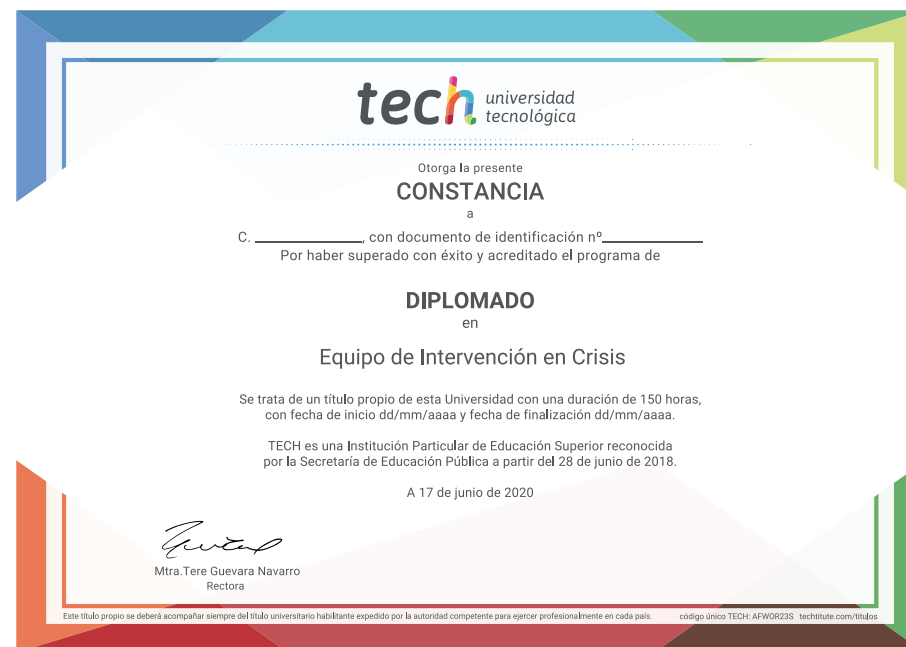 tech universidad
tecnológica
Otorga la presente
CONSTANCIA
a
C. ______________, con documento de identificación nº_____________
Por haber superado con éxito y acreditado el programa de
DIPLOMADO
en
Equipo de Intervención en Crisis
Se trata de un título propio de esta Universidad con una duración de 150 horas,
con fecha de inicio dd/mm/aaaa y fecha de finalización dd/mm/aaaa.
TECH es una Institución Particular de Educación Superior reconocida
por la Secretaría de Educación Pública a partir del 28 de junio de 2018.
A 17 de junio de 2020
Mtra.Tere Guevara Navarro
Rectora
Este título propio se deberá acompañar siempre del título universitario habilitante expedido por la autoridad competente para ejercer profesionalmente en cada país. código único TECH: AFWOR23S techtitute.com/titulos